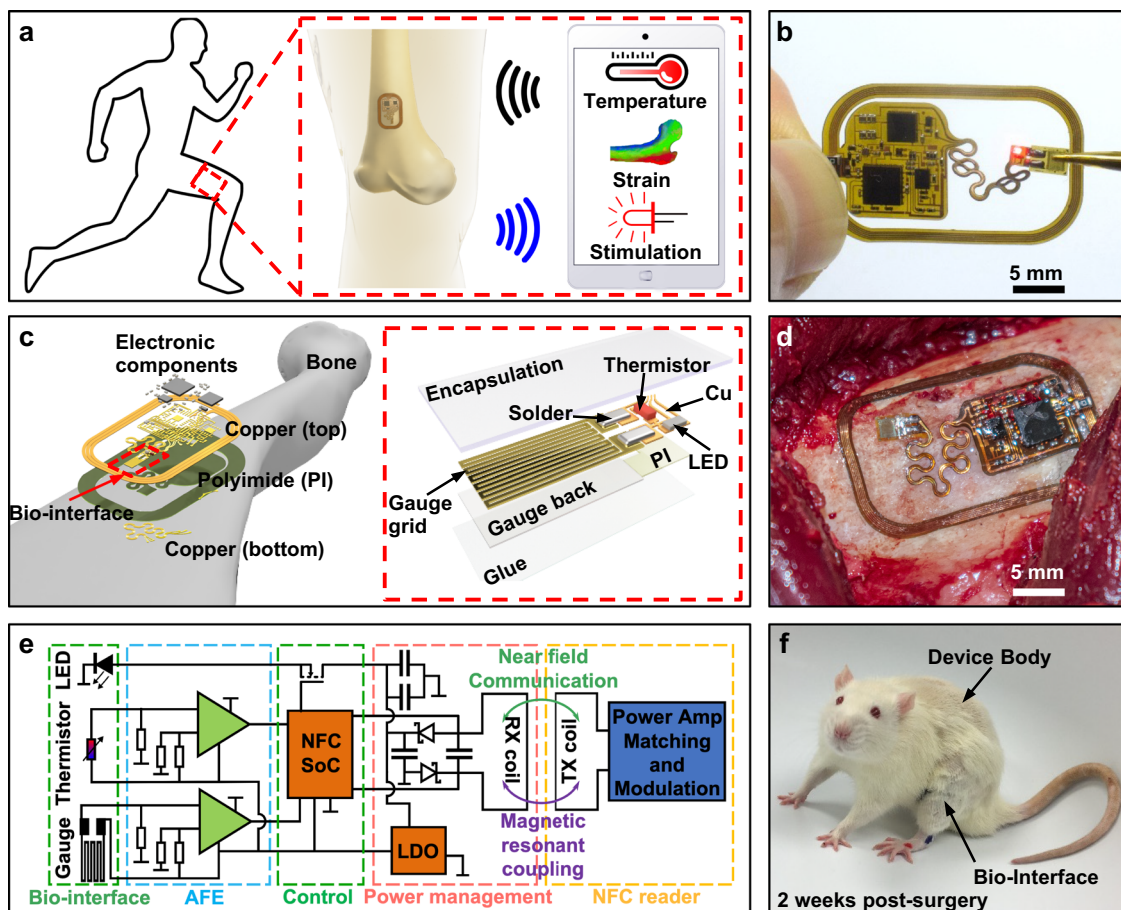 a
Temperature
Strain
Stimulation
b
5 mm
c
Electronic
components
Bone
Copper (top)
Polyimide (PI)
Bio-interface
Copper (bottom)
Encapsulation
Thermistor
Solder
Cu
LED
PI
Gauge
grid
Gauge back
Glue
d
5 mm
e
LED
Thermistor
Gauge
NFC
SoC
LDO
Near field
Communication
RX coil
TX coil
Magnetic
resonant
coupling
Power Amp
Matching
and
Modulation
Bio-interface
AFE
Control
Power management
NFC reader
f
Device Body
Bio-Interface
2 weeks post-surgery